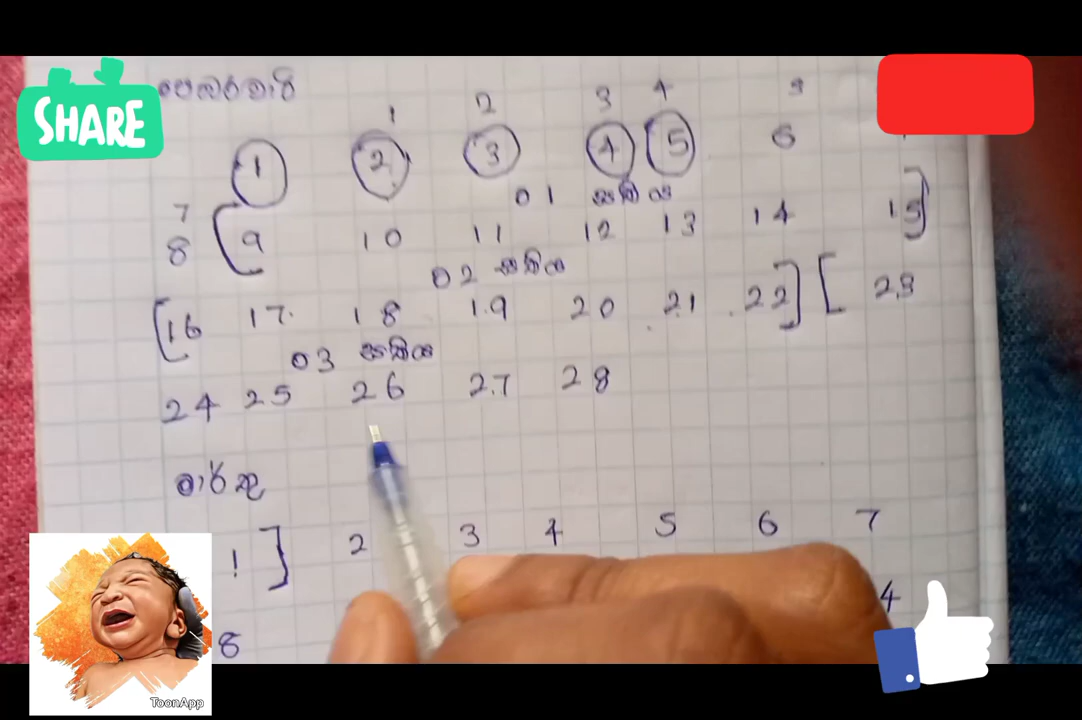 SHARE
පෙබරවාරි
1 2 3 4 5
1 2 3 4 5 6
7 01 සතිය
8 [ 9 10 11 12 13 14 15 ]
02 සතිය
[ 16 17. 18 19 20 21 22 ] [ 23
03 සතිය
24 25 26 27 28
මාර්තු
1 ] 2 3 4 5 6 7
8 4
ToonApp